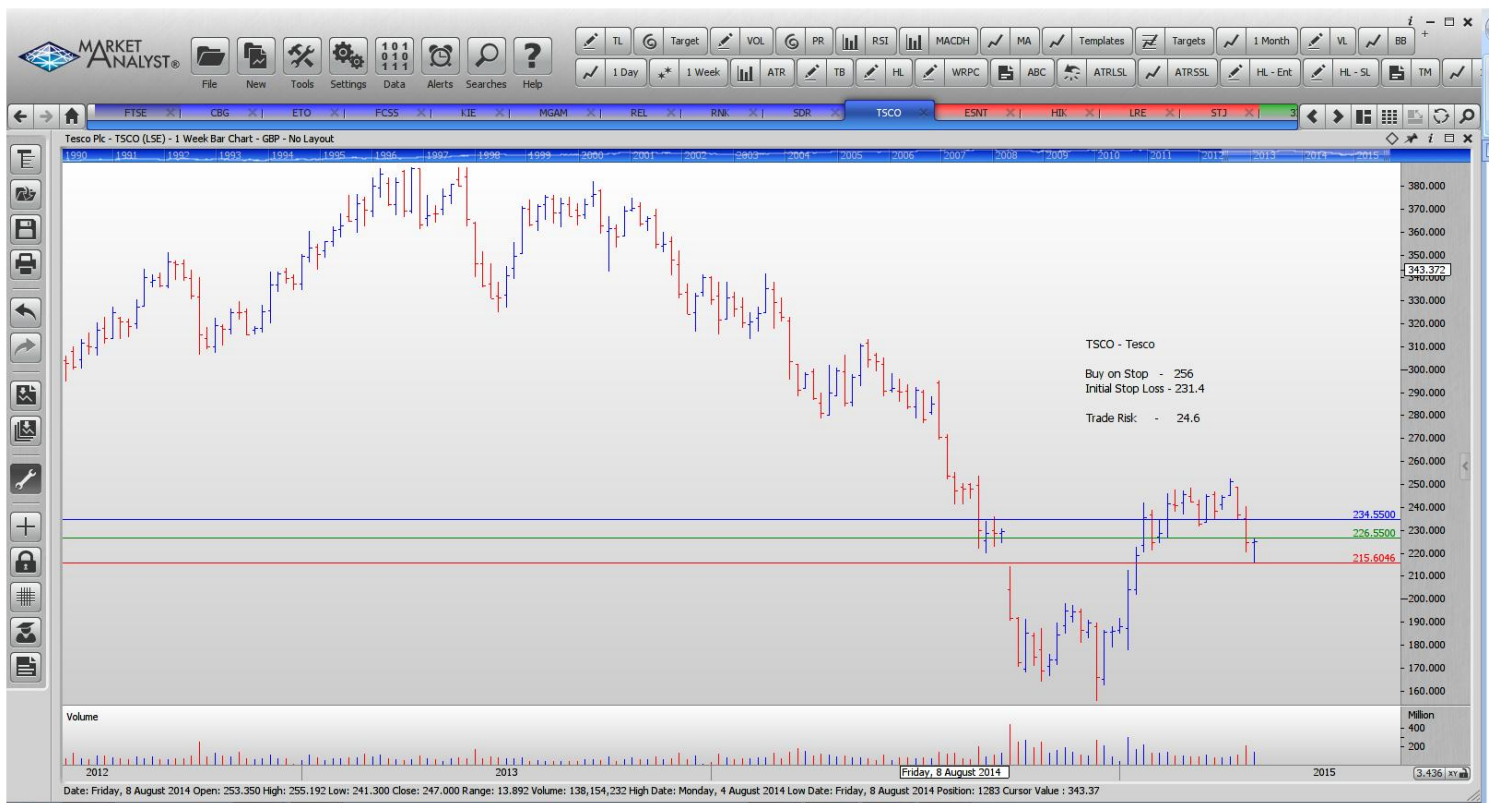 MARKET
ANALYST®
File New Tools Settings Data Alerts Searches Help
TL Target VOL PR RSI MACDH MA Templates Targets 1 Month VL BB
1 Day 1 Week ATR TB HL WRPC ABC ATRLSL ATRSSL HL - Ent HL - SL TM
FTSE CBG ETO FCSS KIE MGAM REL RNK SDR TSCO ESNT HIK LRE STJ
Tesco Plc - TSCO (LSE) - 1 Week Bar Chart - GBP - No Layout
1990 1991 1992 1993 1994 1995 1996 1997 1998 1999 2000 2001 2002 2003 2004 2005 2006 2007 2008 2009 2010 2011 2012 2013 2014 2015
380.000
370.000
360.000
350.000
343.372
340.000
330.000
320.000
310.000
300.000
290.000
280.000
270.000
260.000
250.000
240.000
230.000
220.000
210.000
200.000
190.000
180.000
170.000
160.000
TSCO - Tesco
Buy on Stop - 256
Initial Stop Loss - 231.4
Trade Risk - 24.6
234.5500
226.5500
215.6046
Volume
Million
400
200
2012 2013 Friday, 8 August 2014 2015 3.436 XY
Date: Friday, 8 August 2014 Open: 253.350 High: 255.192 Low: 241.300 Close: 247.000 Range: 13.892 Volume: 138,154,232 High Date: Monday, 4 August 2014 Low Date: Friday, 8 August 2014 Position: 1283 Cursor Value : 343.37